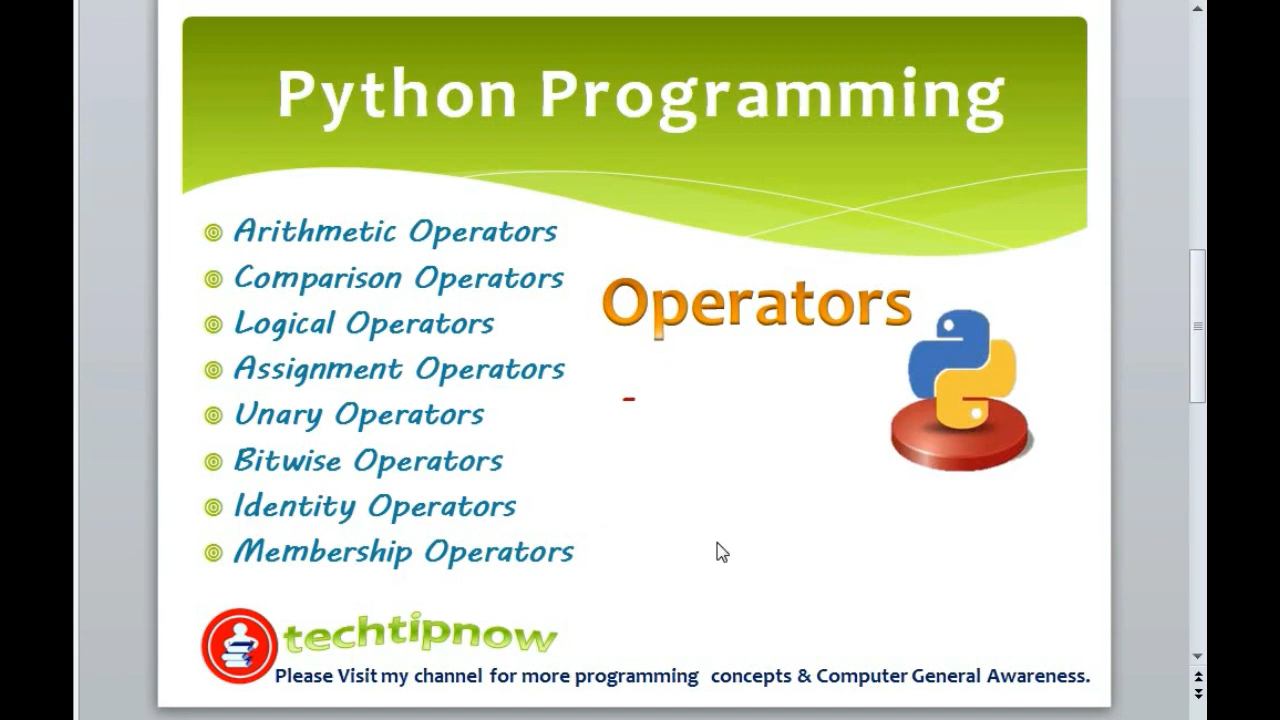 Python Programming
Arithmetic Operators
Comparison Operators
Logical Operators
Assignment Operators
Unary Operators
Bitwise Operators
Identity Operators
Membership Operators
Operators
-
techtipnow
Please Visit my channel for more programming concepts & Computer General Awareness.